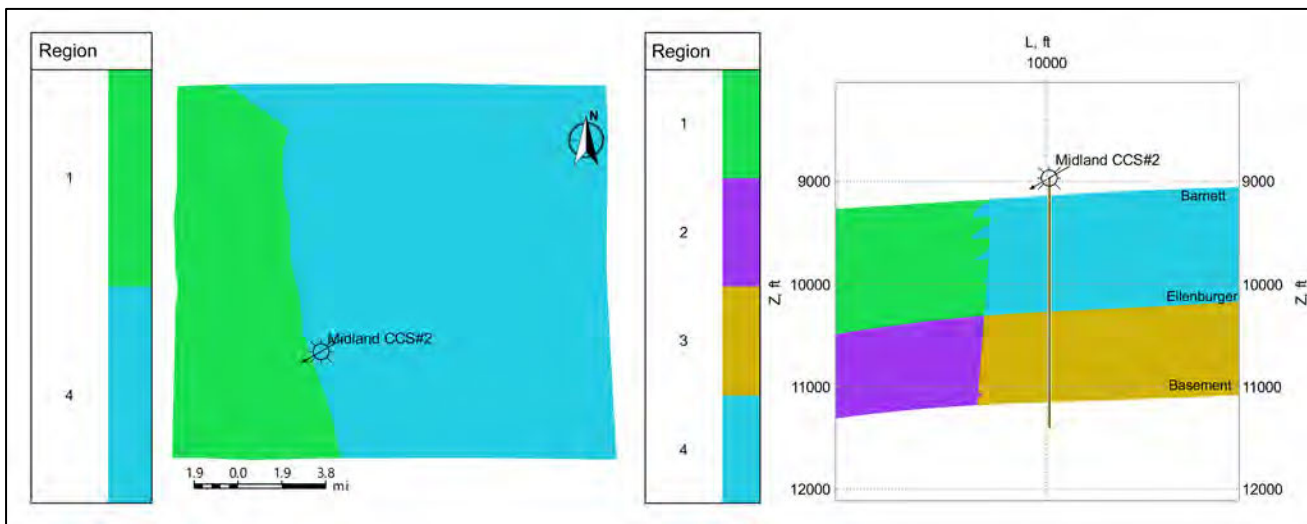 Region
1
4
N
Midland CCS#2
1.9 0.0 1.9 3.8
mi
Region
1
2
3
4
L, ft
10000
Midland CCS#2
9000
9000
Barnett
10000
10000
Z, ft
Z, ft
Ellenburger
11000
11000
Basement
12000
12000